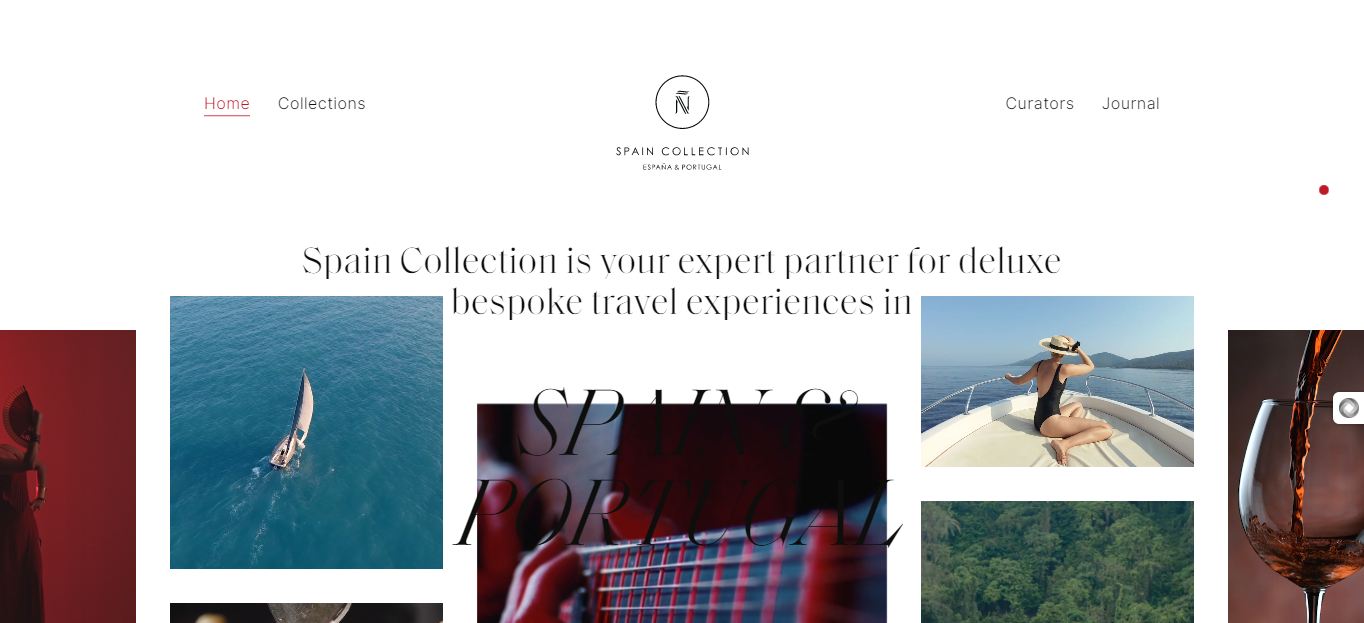 Home
Collections
Ñ
SPAIN COLLECTION
ESPAÑA & PORTUGAL
Curators
Journal
Spain Collection is your expert partner for deluxe
bespoke travel experiences in
SPAIN &
PORTUGAL